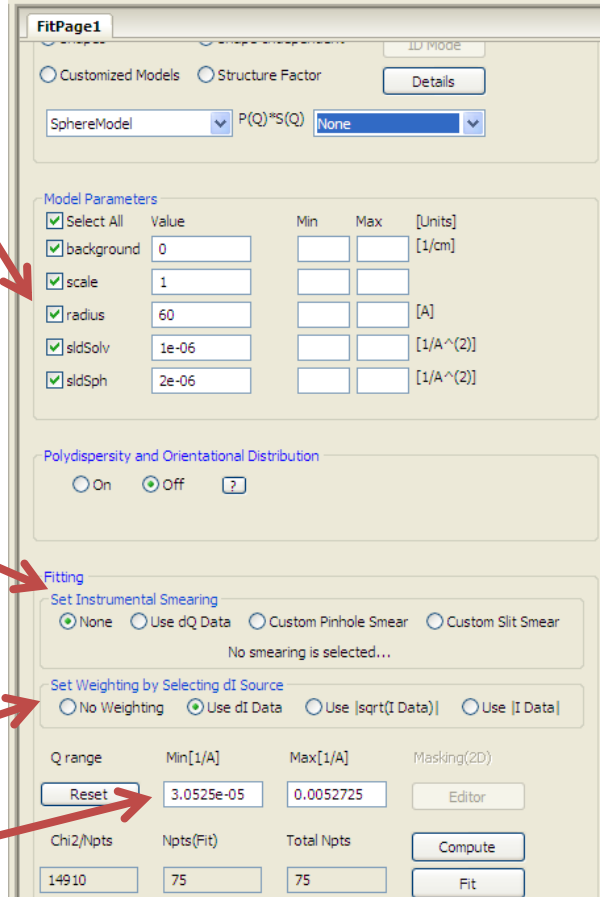 FitPage1
Shapes Shape-Independent ID Mode
Customized Models Structure Factor Details
SphereModel P(Q)*S(Q) None
Model Parameters
Select All Value Min Max [Units]
background 0 [1/cm]
scale 1
radius 60 [A]
sldSolv 1e-06 [1/A^(2)]
sldSph 2e-06 [1/A^(2)]
Polydispersity and Orientational Distribution
On Off ?
Fitting
Set Instrumental Smearing
None Use dQ Data Custom Pinhole Smear Custom Slit Smear
No smearing is selected...
Set Weighting by Selecting dI Source
No Weighting Use dI Data Use |sqrt(I Data)| Use |I Data|
Q range Min[1/A] Max[1/A] Masking(2D)
Reset 3.0525e-05 0.0052725 Editor
Chi2/Npts Npts(Fit) Total Npts Compute
14910 75 75 Fit